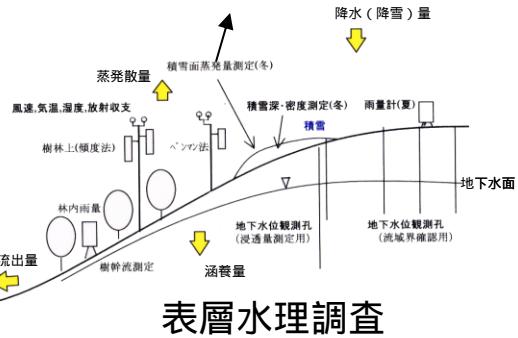 降水（降雪）量
積雪面蒸発量測定(冬)
蒸発散量
積雪深・密度測定(冬)
雨量計(夏)
風速,気温,湿度,放射収支
積雪
樹林上(傾度法)
ペンマン法
地下水面
林内雨量
地下水位観測孔
(浸透量測定用)
地下水位観測孔
(流域界確認用)
流出量
樹幹流測定
涵養量
表層水理調査